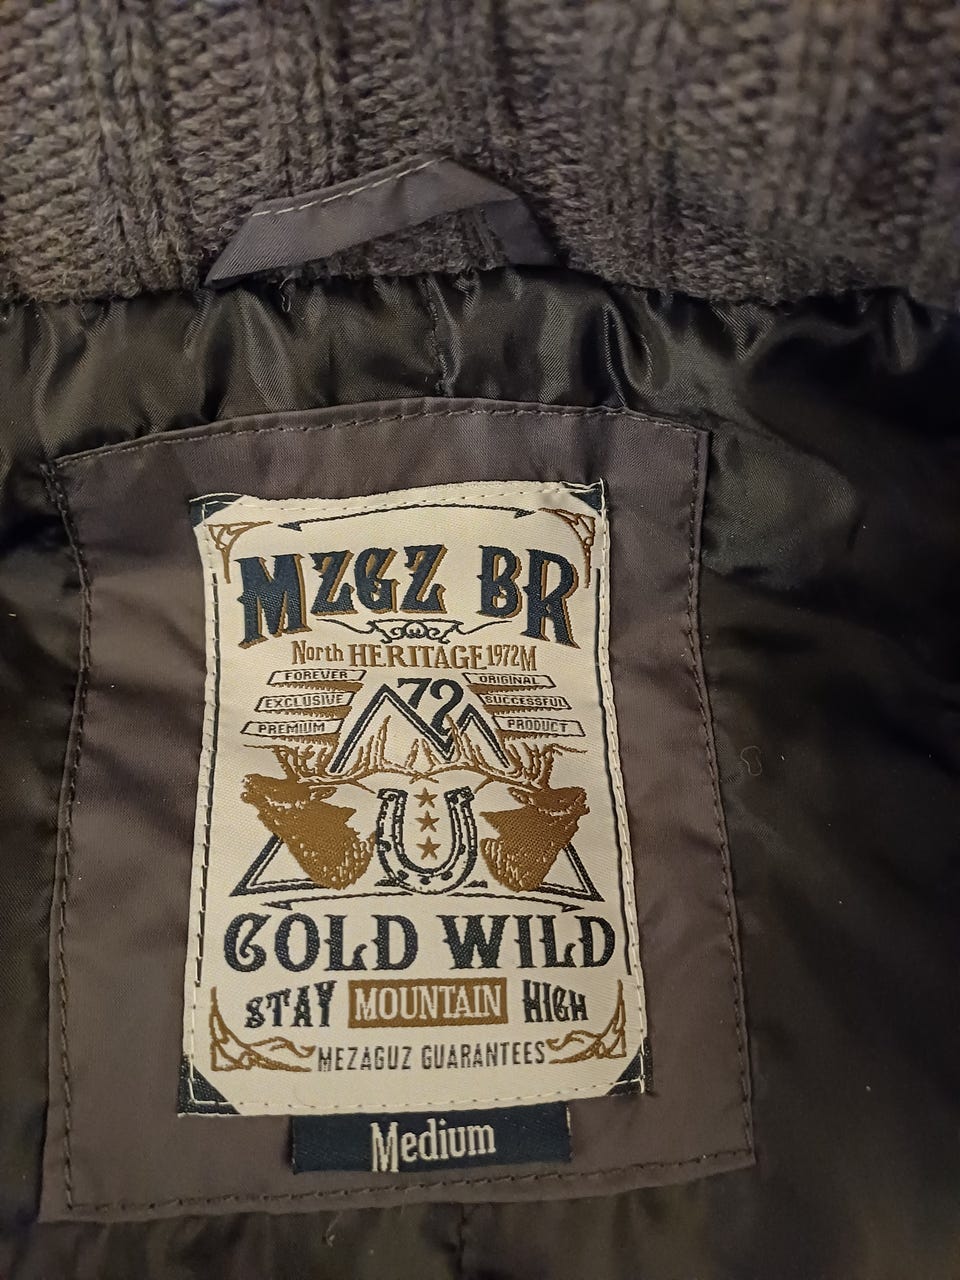 MZGZ BR
North HERITAGE 1972M
FOREVER
EXCLUSIVE
PREMIUM
72
ORIGINAL
SUCCESSFUL
PRODUCT
COLD WILD
STAY MOUNTAIN HIGH
MEZAGUZ GUARANTEES
Medium